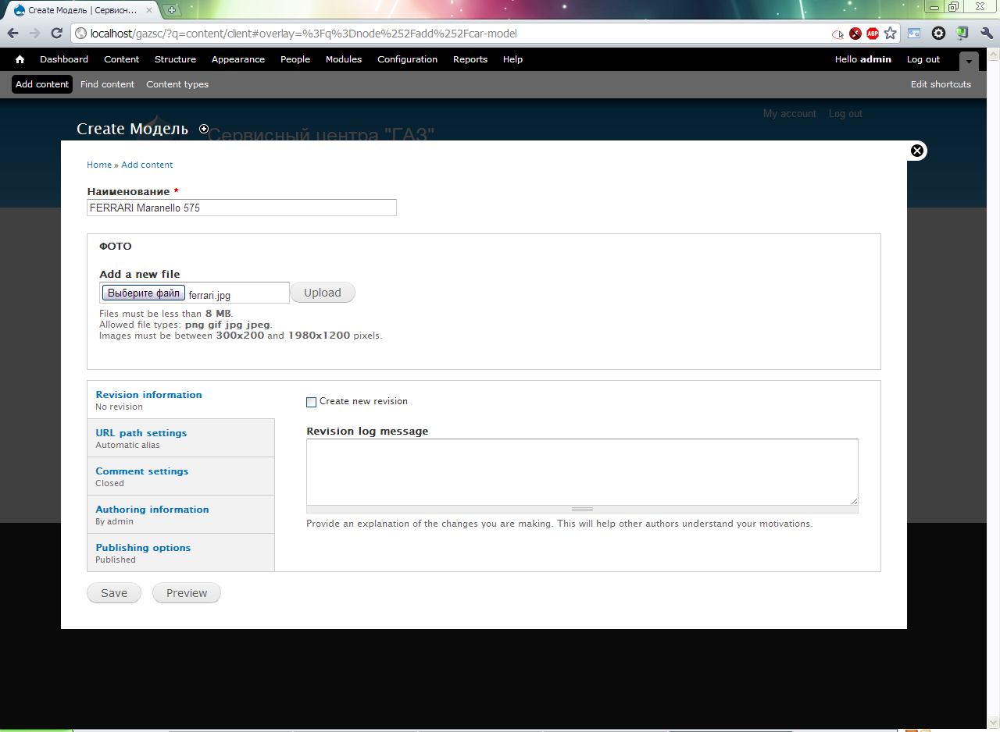 Create Модель | Сервисн...
localhost/gazsc/?q=content/client#overlay=%3Fq%3Dnode%252Fadd%252Fcar-model
ABP
Dashboard Content Structure Appearance People Modules Configuration Reports Help Hello admin Log out
Add content Find content Content types Edit shortcuts
My account Log out
Create Модель
Сервисный центра "ГАЗ"
Home » Add content
Наименование *
FERRARI Maranello 575
ФОТО
Add a new file
Выберите файл ferrari.jpg Upload
Files must be less than 8 MB.
Allowed file types: png gif jpg jpeg.
Images must be between 300x200 and 1980x1200 pixels.
Revision information
No revision
URL path settings
Automatic alias
Comment settings
Closed
Authoring information
By admin
Publishing options
Published
Create new revision
Revision log message
Provide an explanation of the changes you are making. This will help other authors understand your motivations.
Save Preview